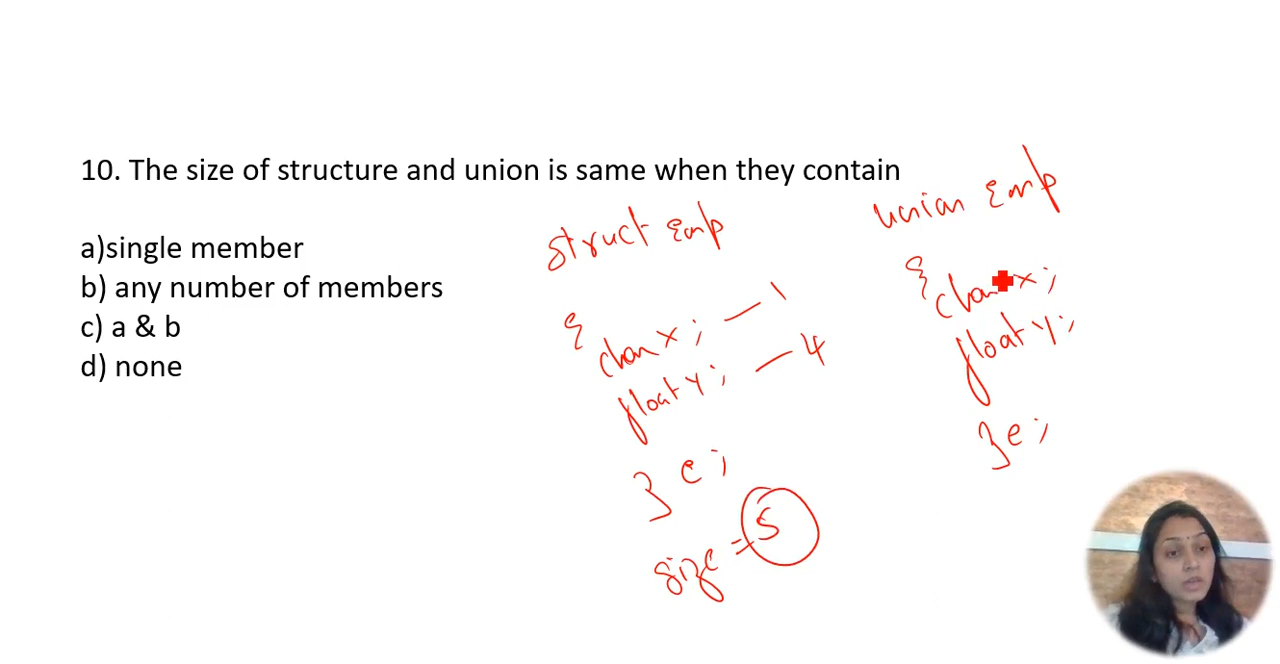 10. The size of structure and union is same when they contain
a)single member
b) any number of members
c) a & b
d) none
struct Emp
{
char x; — 1
float y; — 4
} e;
size = 5
union Emp
{
char x;
float y;
} e;